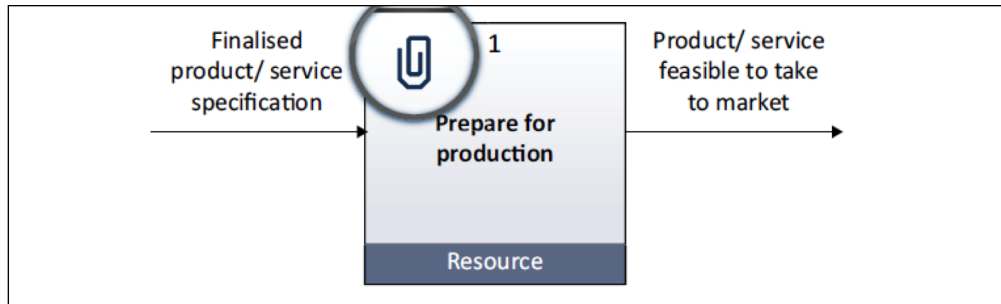 Finalised
product/ service
specification
1
Prepare for
production
Resource
Product/ service
feasible to take
to market